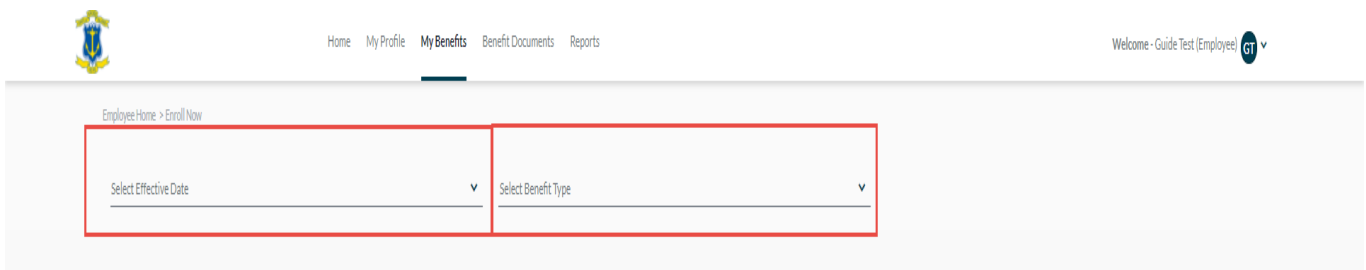 Home My Profile My Benefits Benefit Documents Reports Welcome - Guide Test (Employee) GT
Employee Home > Enroll Now
Select Effective Date Select Benefit Type